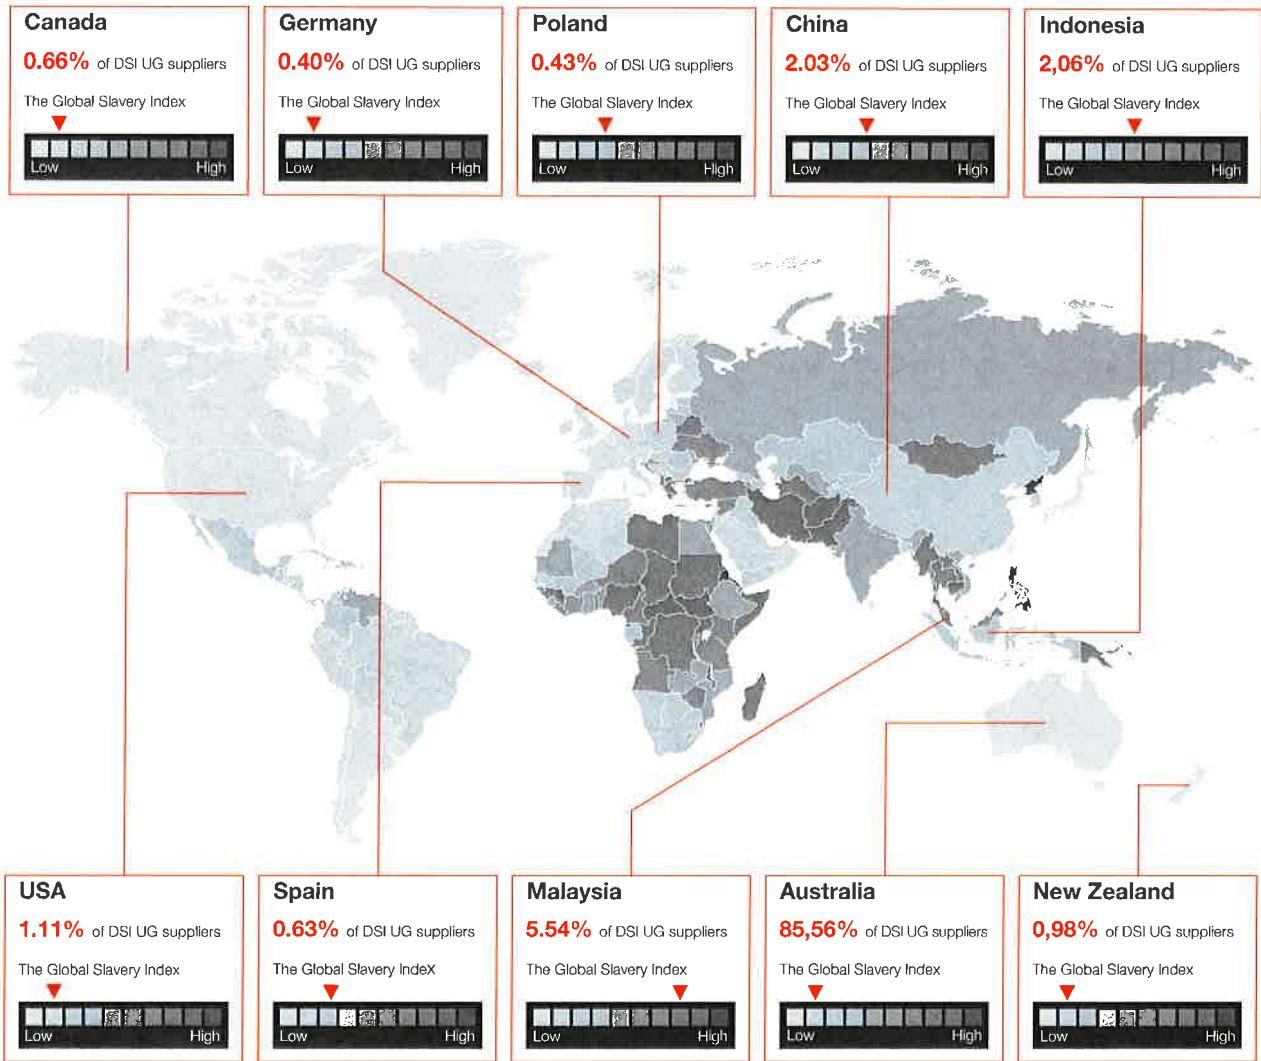 Canada
0.66% of DSI UG suppliers
The Global Slavery Index
Low High
Germany
0.40% of DSI UG suppliers
The Global Slavery Index
Low High
Poland
0.43% of DSI UG suppliers
The Global Slavery Index
Low High
China
2.03% of DSI UG suppliers
The Global Slavery Index
Low High
Indonesia
2,06% of DSI UG suppliers
The Global Slavery Index
Low High
USA
1.11% of DSI UG suppliers
The Global Slavery Index
Low High
Spain
0.63% of DSI UG suppliers
The Global Slavery Index
Low High
Malaysia
5.54% of DSI UG suppliers
The Global Slavery Index
Low High
Australia
85,56% of DSI UG suppliers
The Global Slavery Index
Low High
New Zealand
0,98% of DSI UG suppliers
The Global Slavery Index
Low High